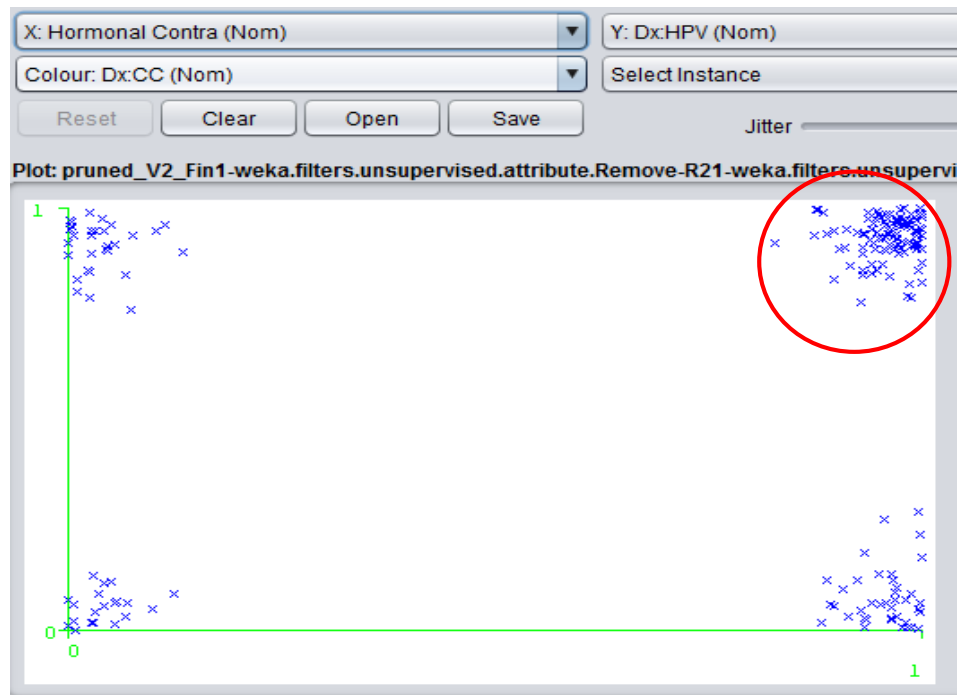 X: Hormonal Contra (Nom) Y: Dx:HPV (Nom)
Colour: Dx:CC (Nom) Select Instance
Reset Clear Open Save Jitter
Plot: pruned_V2_Fin1-weka.filters.unsupervised.attribute.Remove-R21-weka.filters.unsupervi
1
0
0
1